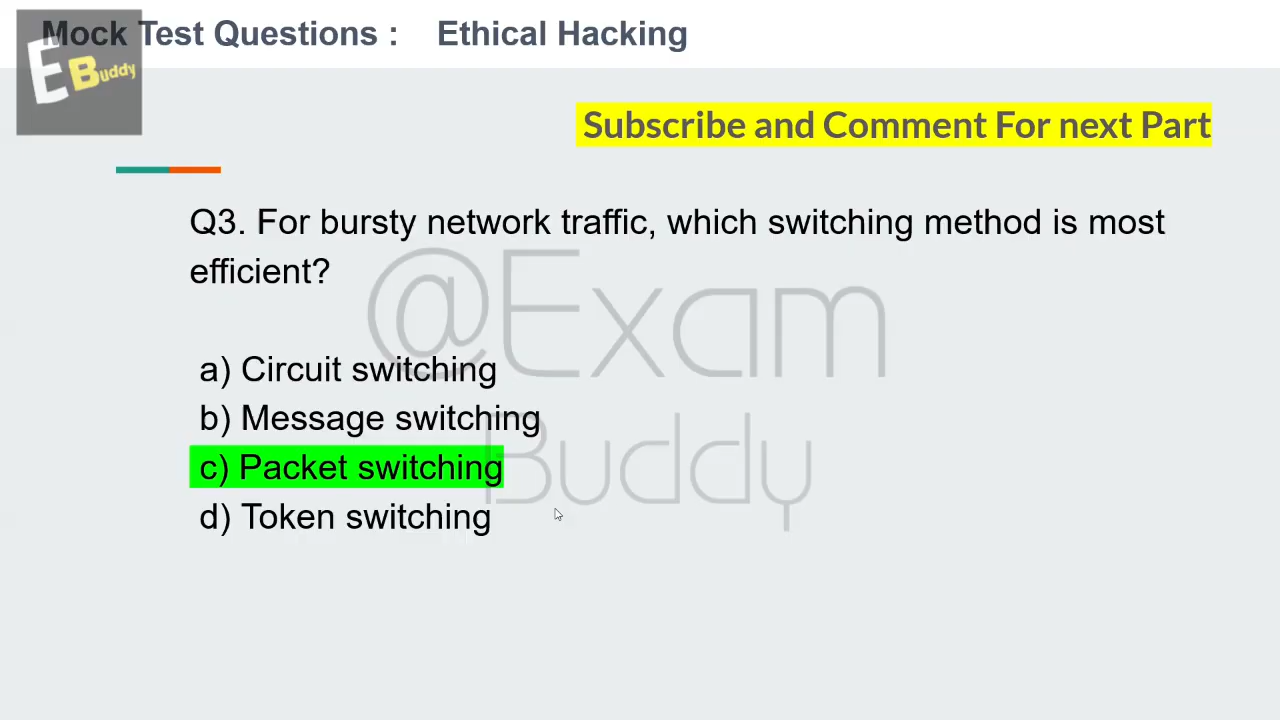 Mock Test Questions : Ethical Hacking
E Buddy
Subscribe and Comment For next Part
Q3. For bursty network traffic, which switching method is most
efficient?
@Exam
Buddy
a) Circuit switching
b) Message switching
c) Packet switching
d) Token switching